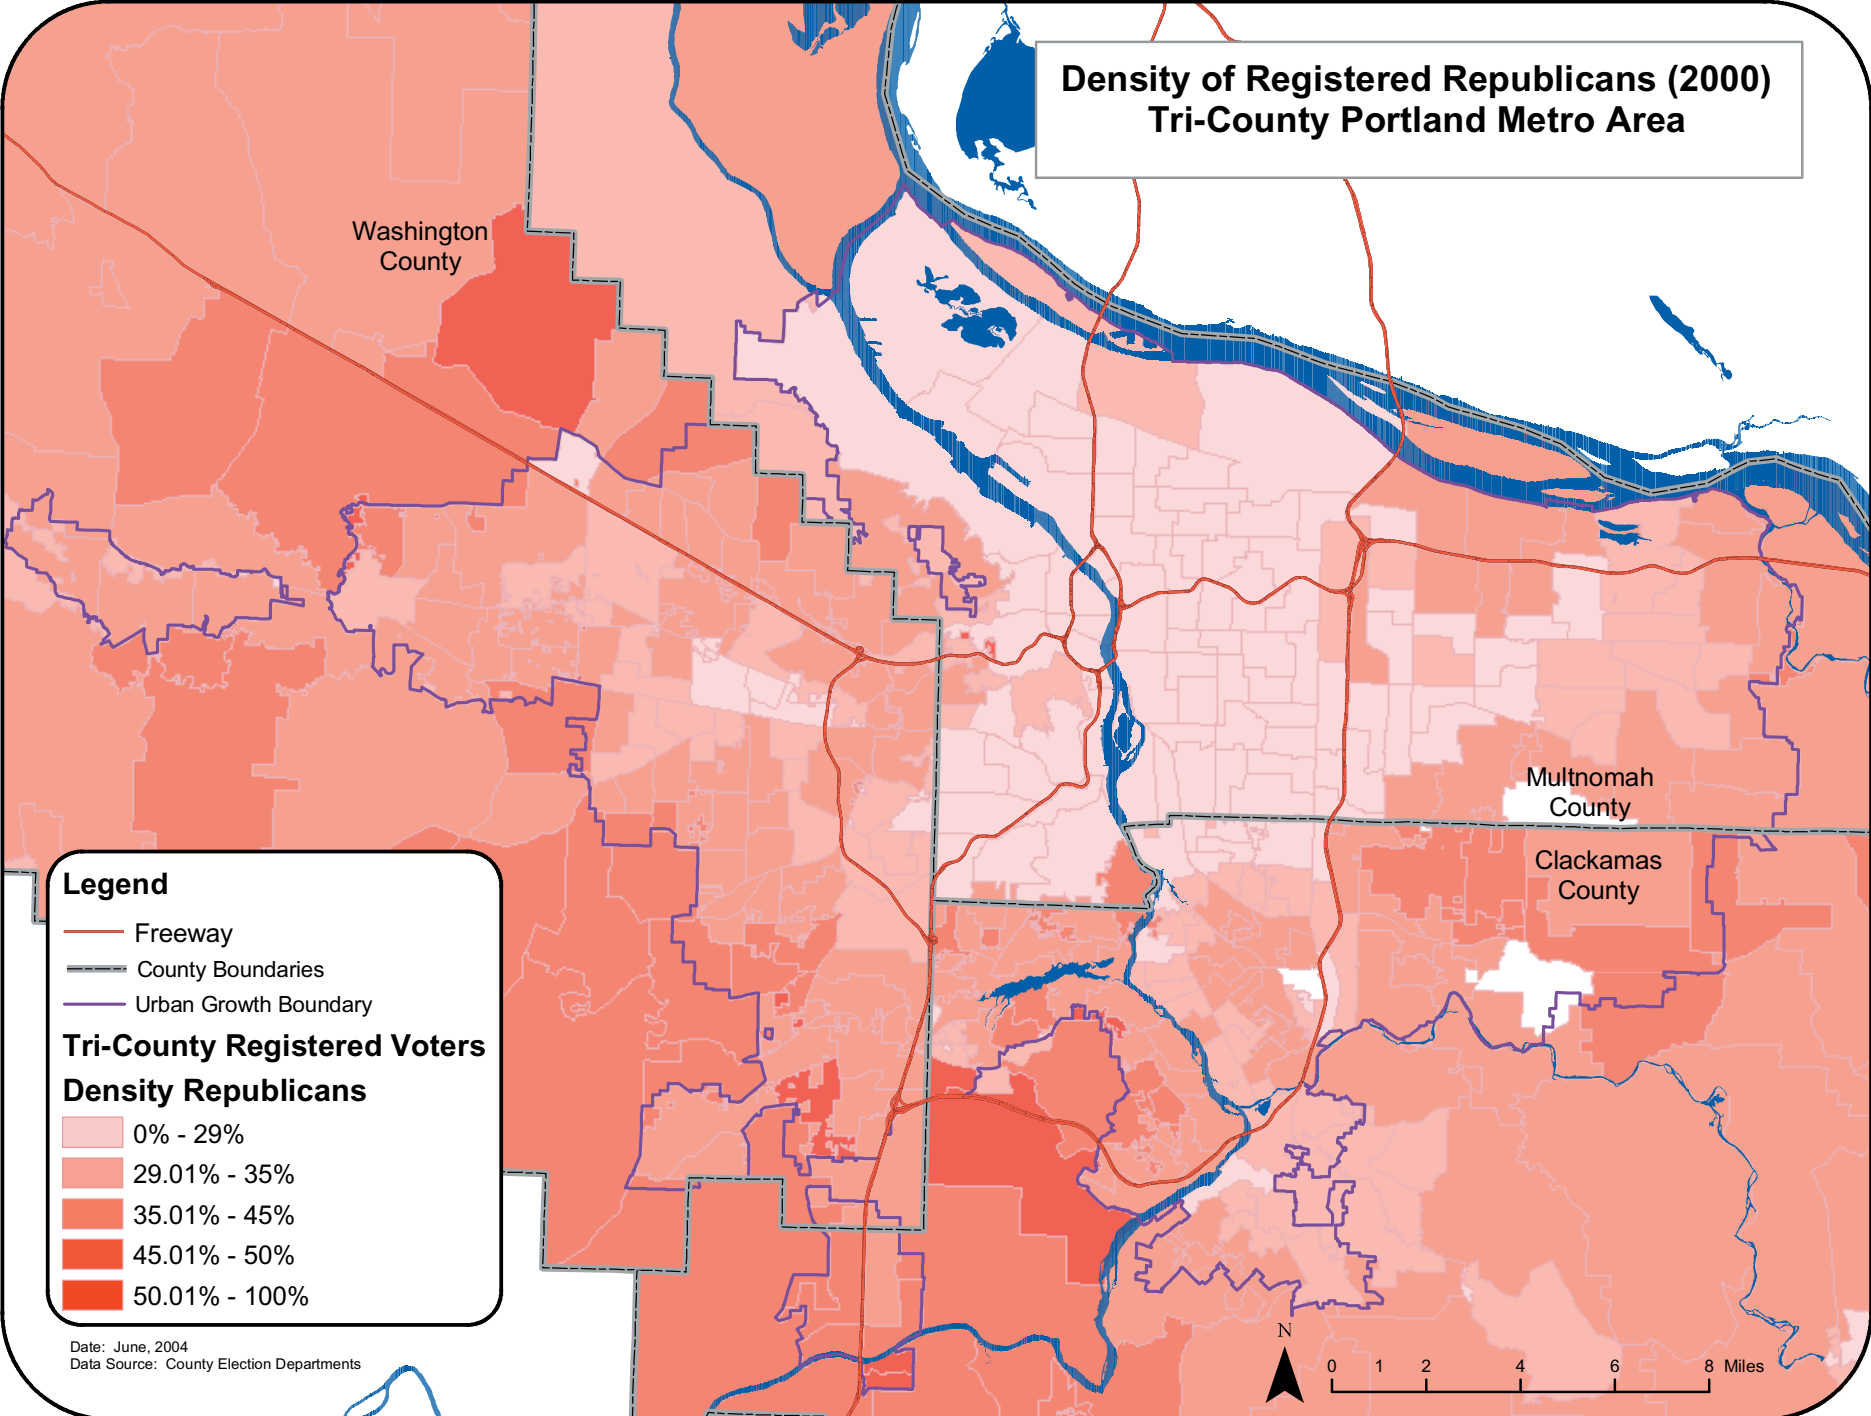 Density of Registered Republicans (2000)
Tri-County Portland Metro Area
Washington
County
Multnomah
County
Clackamas
County
Legend
Freeway
County Boundaries
Urban Growth Boundary
Tri-County Registered Voters
Density Republicans
0% - 29%
29.01% - 35%
35.01% - 45%
45.01% - 50%
50.01% - 100%
Date: June, 2004
Data Source: County Election Departments
N
0 1 2 4 6 8 Miles